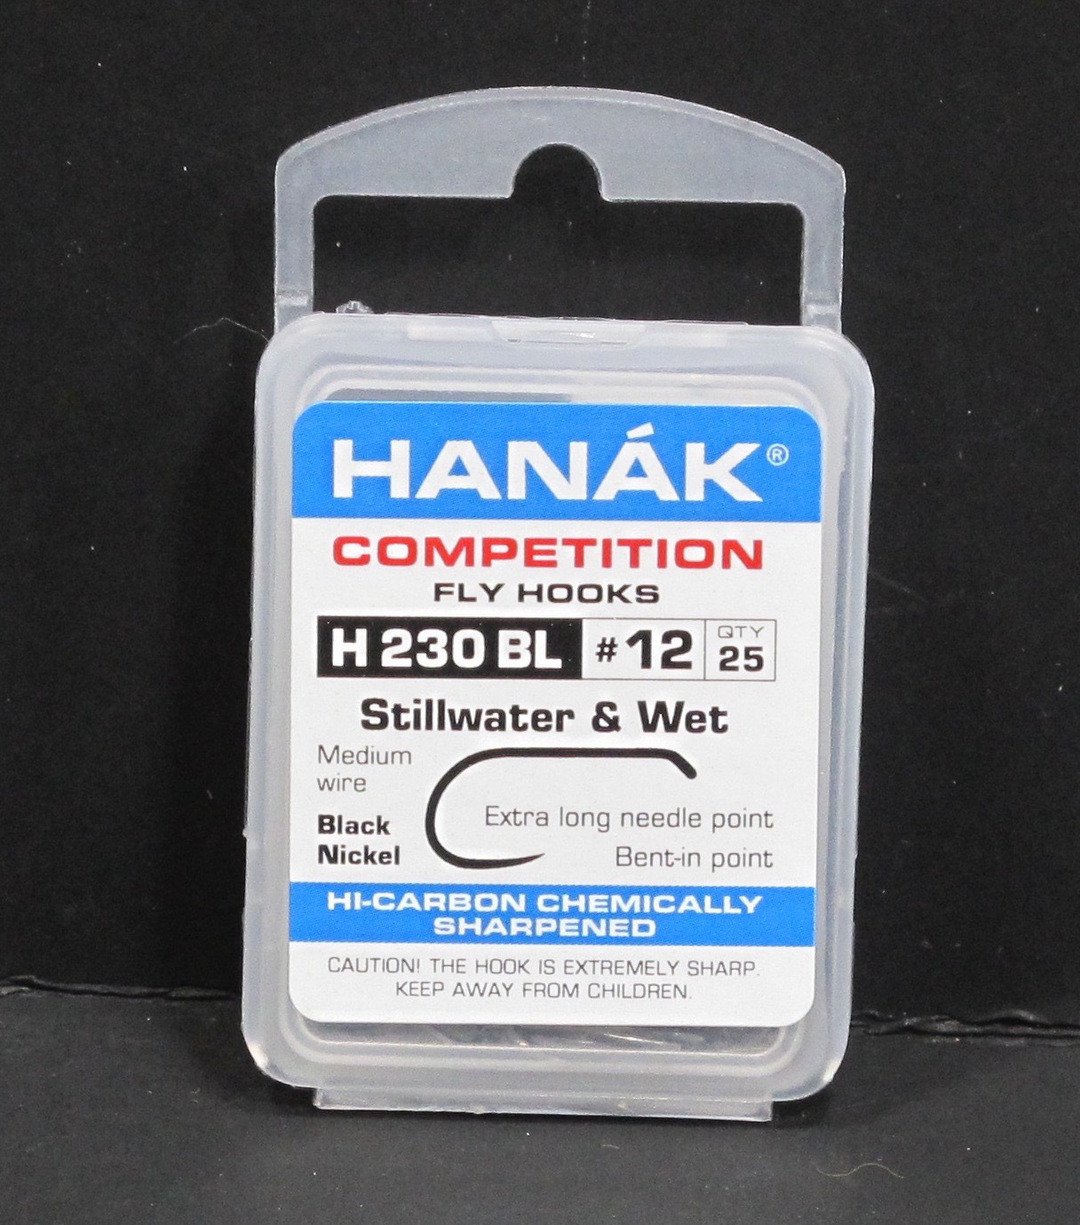 HANÁK®
COMPETITION
FLY HOOKS
H 230 BL #12 QTY 25
Stillwater & Wet
Medium
wire
Extra long needle point
Black
Nickel
Bent-in point
HI-CARBON CHEMICALLY
SHARPENED
CAUTION! THE HOOK IS EXTREMELY SHARP.
KEEP AWAY FROM CHILDREN.